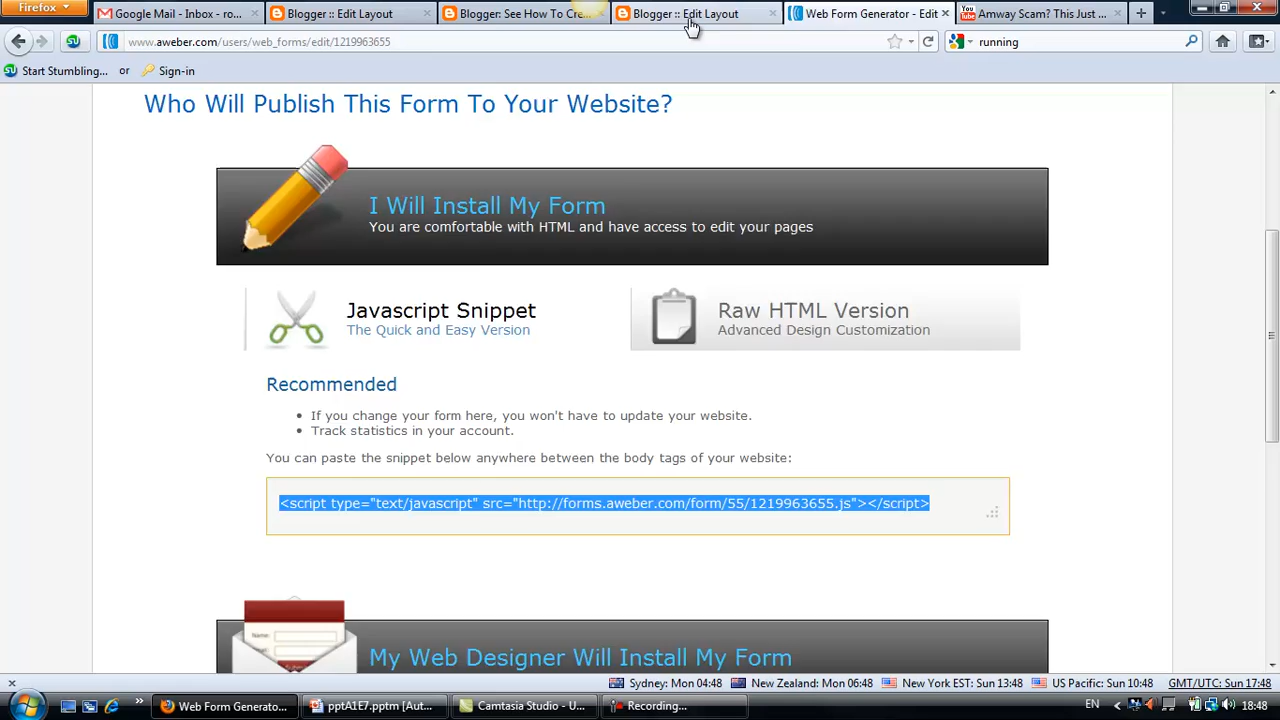 Firefox
Google Mail - Inbox - ro...
Blogger :: Edit Layout
Blogger: See How To Cre...
Blogger :: Edit Layout
Web Form Generator - Edit
You Tube
Amway Scam? This Just ...
www.aweber.com/users/web_forms/edit/1219963655
running
Start Stumbling... or Sign-in
Who Will Publish This Form To Your Website?
I Will Install My Form
You are comfortable with HTML and have access to edit your pages
Javascript Snippet
The Quick and Easy Version
Raw HTML Version
Advanced Design Customization
Recommended
If you change your form here, you won't have to update your website.
Track statistics in your account.
You can paste the snippet below anywhere between the body tags of your website:
<script type="text/javascript" src="http://forms.aweber.com/form/55/1219963655.js"></script>
Name:
My Web Designer Will Install My Form
Sydney: Mon 04:48
New Zealand: Mon 06:48
New York EST: Sun 13:48
US Pacific: Sun 10:48
GMT/UTC: Sun 17:48
Web Form Generato...
pptA1E7.pptm [Aut...
Camtasia Studio - U...
Recording...
EN
18:48